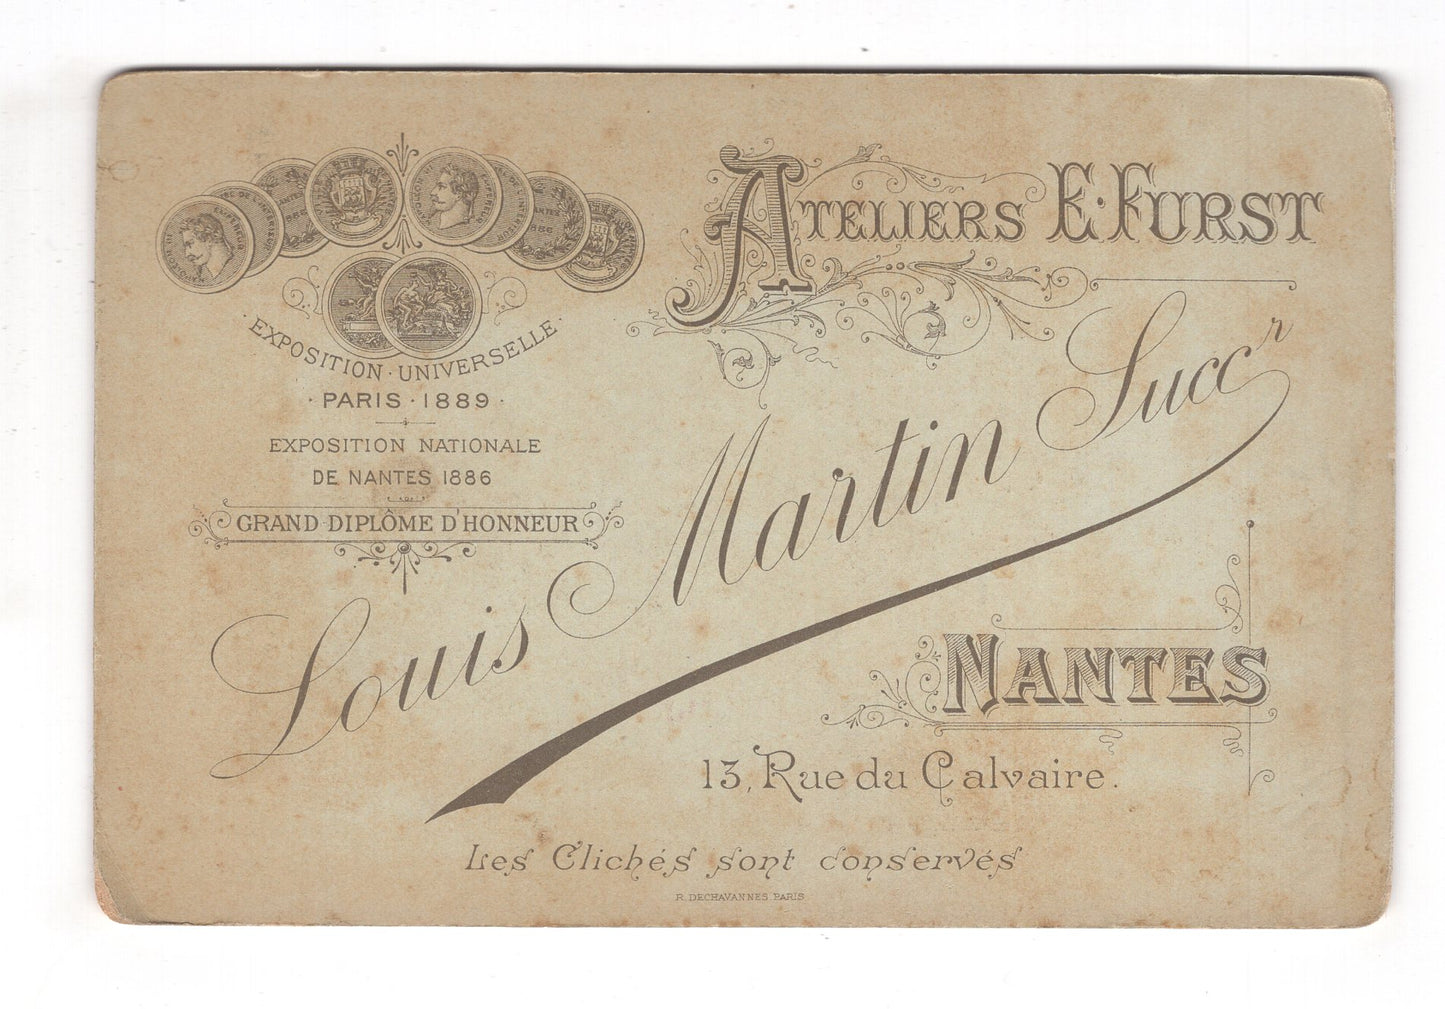 ATELIERS E. FURST
Louis Martin Succr
EXPOSITION · UNIVERSELLE
· PARIS · 1889 ·
EXPOSITION NATIONALE
DE NANTES 1886
GRAND DIPLÔME D'HONNEUR
NANTES
13, Rue du Calvaire.
Les Clichés sont conservés
R. DECHAVANNES PARIS